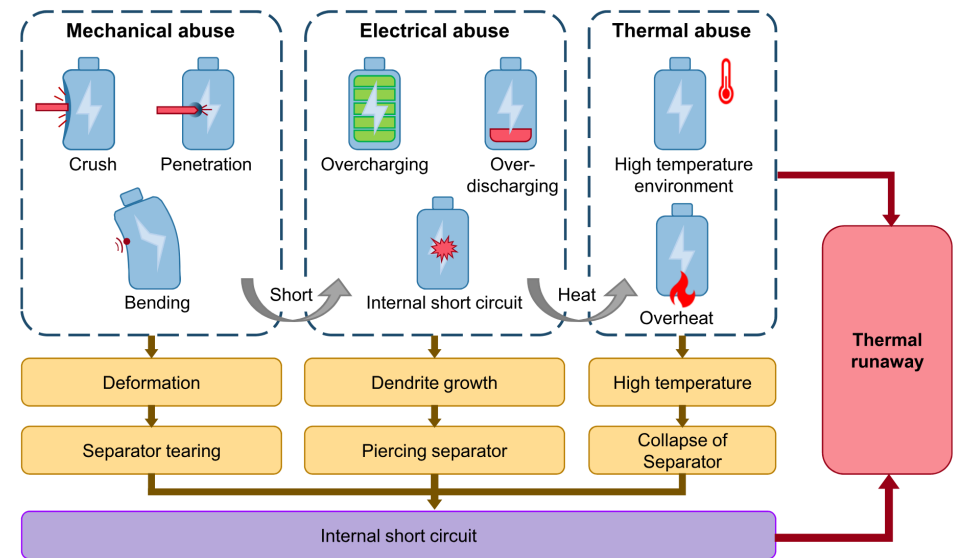 Mechanical abuse
Electrical abuse
Thermal abuse
Crush
Penetration
Overcharging
Over-
discharging
High temperature
environment
Bending
Short
Internal short circuit
Heat
Overheat
Thermal
runaway
Deformation
Dendrite growth
High temperature
Separator tearing
Piercing separator
Collapse of
Separator
Internal short circuit